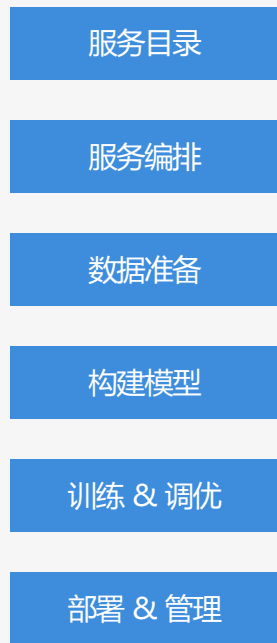 服务目录
服务编排
数据准备
构建模型
训练 & 调优
部署 & 管理